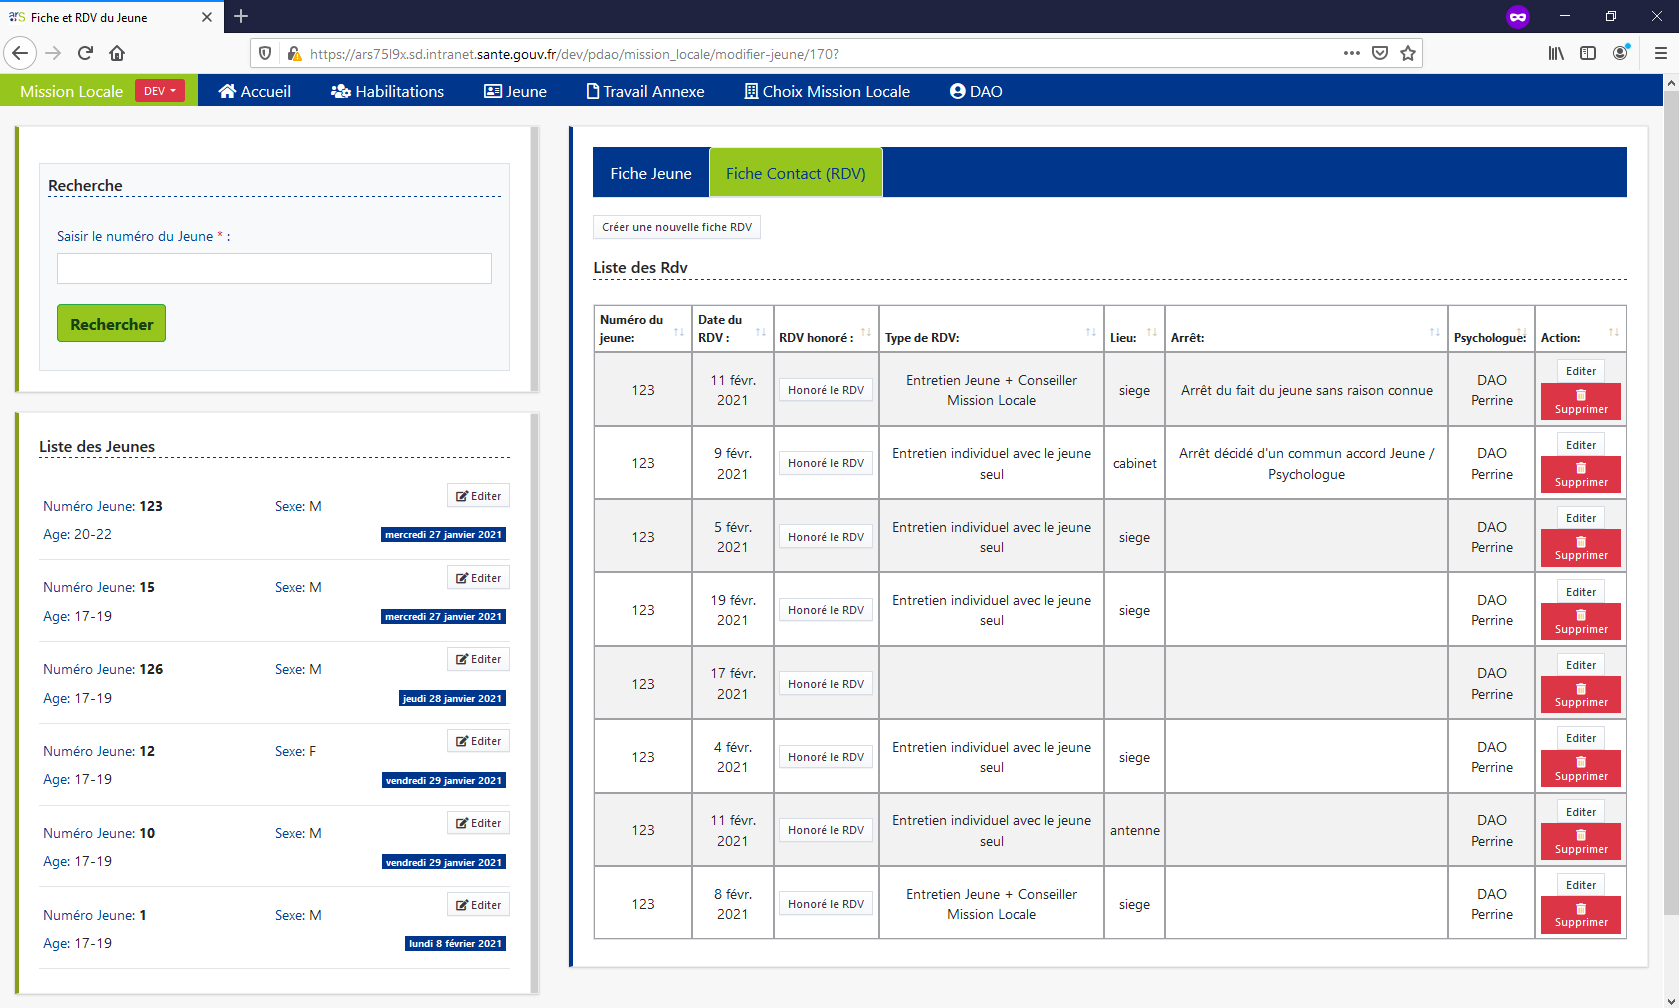 ars Fiche et RDV du Jeune
https://ars75l9x.sd.intranet.sante.gouv.fr/dev/pdao/mission_locale/modifier-jeune/170?
Mission Locale DEV Accueil Habilitations Jeune Travail Annexe Choix Mission Locale DAO
Recherche
Saisir le numéro du Jeune * :
Rechercher
Liste des Jeunes
Numéro Jeune: 123 Sexe: M Editer
Age: 20-22 mercredi 27 janvier 2021
Numéro Jeune: 15 Sexe: M Editer
Age: 17-19 mercredi 27 janvier 2021
Numéro Jeune: 126 Sexe: M Editer
Age: 17-19 jeudi 28 janvier 2021
Numéro Jeune: 12 Sexe: F Editer
Age: 17-19 vendredi 29 janvier 2021
Numéro Jeune: 10 Sexe: M Editer
Age: 17-19 vendredi 29 janvier 2021
Numéro Jeune: 1 Sexe: M Editer
Age: 17-19 lundi 8 février 2021
Fiche Jeune Fiche Contact (RDV)
Créer une nouvelle fiche RDV
Liste des Rdv
Numéro du Date du
jeune: RDV : RDV honoré : Type de RDV: Lieu: Arrêt: Psychologue: Action:
11 févr. Entretien Jeune + Conseiller DAO Editer
123 Honoré le RDV siege Arrêt du fait du jeune sans raison connue
2021 Mission Locale Perrine Supprimer
9 févr. Entretien individuel avec le jeune Arrêt décidé d'un commun accord Jeune / DAO Editer
123 Honoré le RDV cabinet
2021 seul Psychologue Perrine Supprimer
5 févr. Entretien individuel avec le jeune DAO Editer
123 Honoré le RDV siege
2021 seul Perrine Supprimer
19 févr. Entretien individuel avec le jeune DAO Editer
123 Honoré le RDV siege
2021 seul Perrine Supprimer
17 févr. DAO Editer
123 Honoré le RDV
2021 Perrine Supprimer
4 févr. Entretien individuel avec le jeune DAO Editer
123 Honoré le RDV siege
2021 seul Perrine Supprimer
11 févr. Entretien individuel avec le jeune DAO Editer
123 Honoré le RDV antenne
2021 seul Perrine Supprimer
8 févr. Entretien Jeune + Conseiller DAO Editer
123 Honoré le RDV siege
2021 Mission Locale Perrine Supprimer